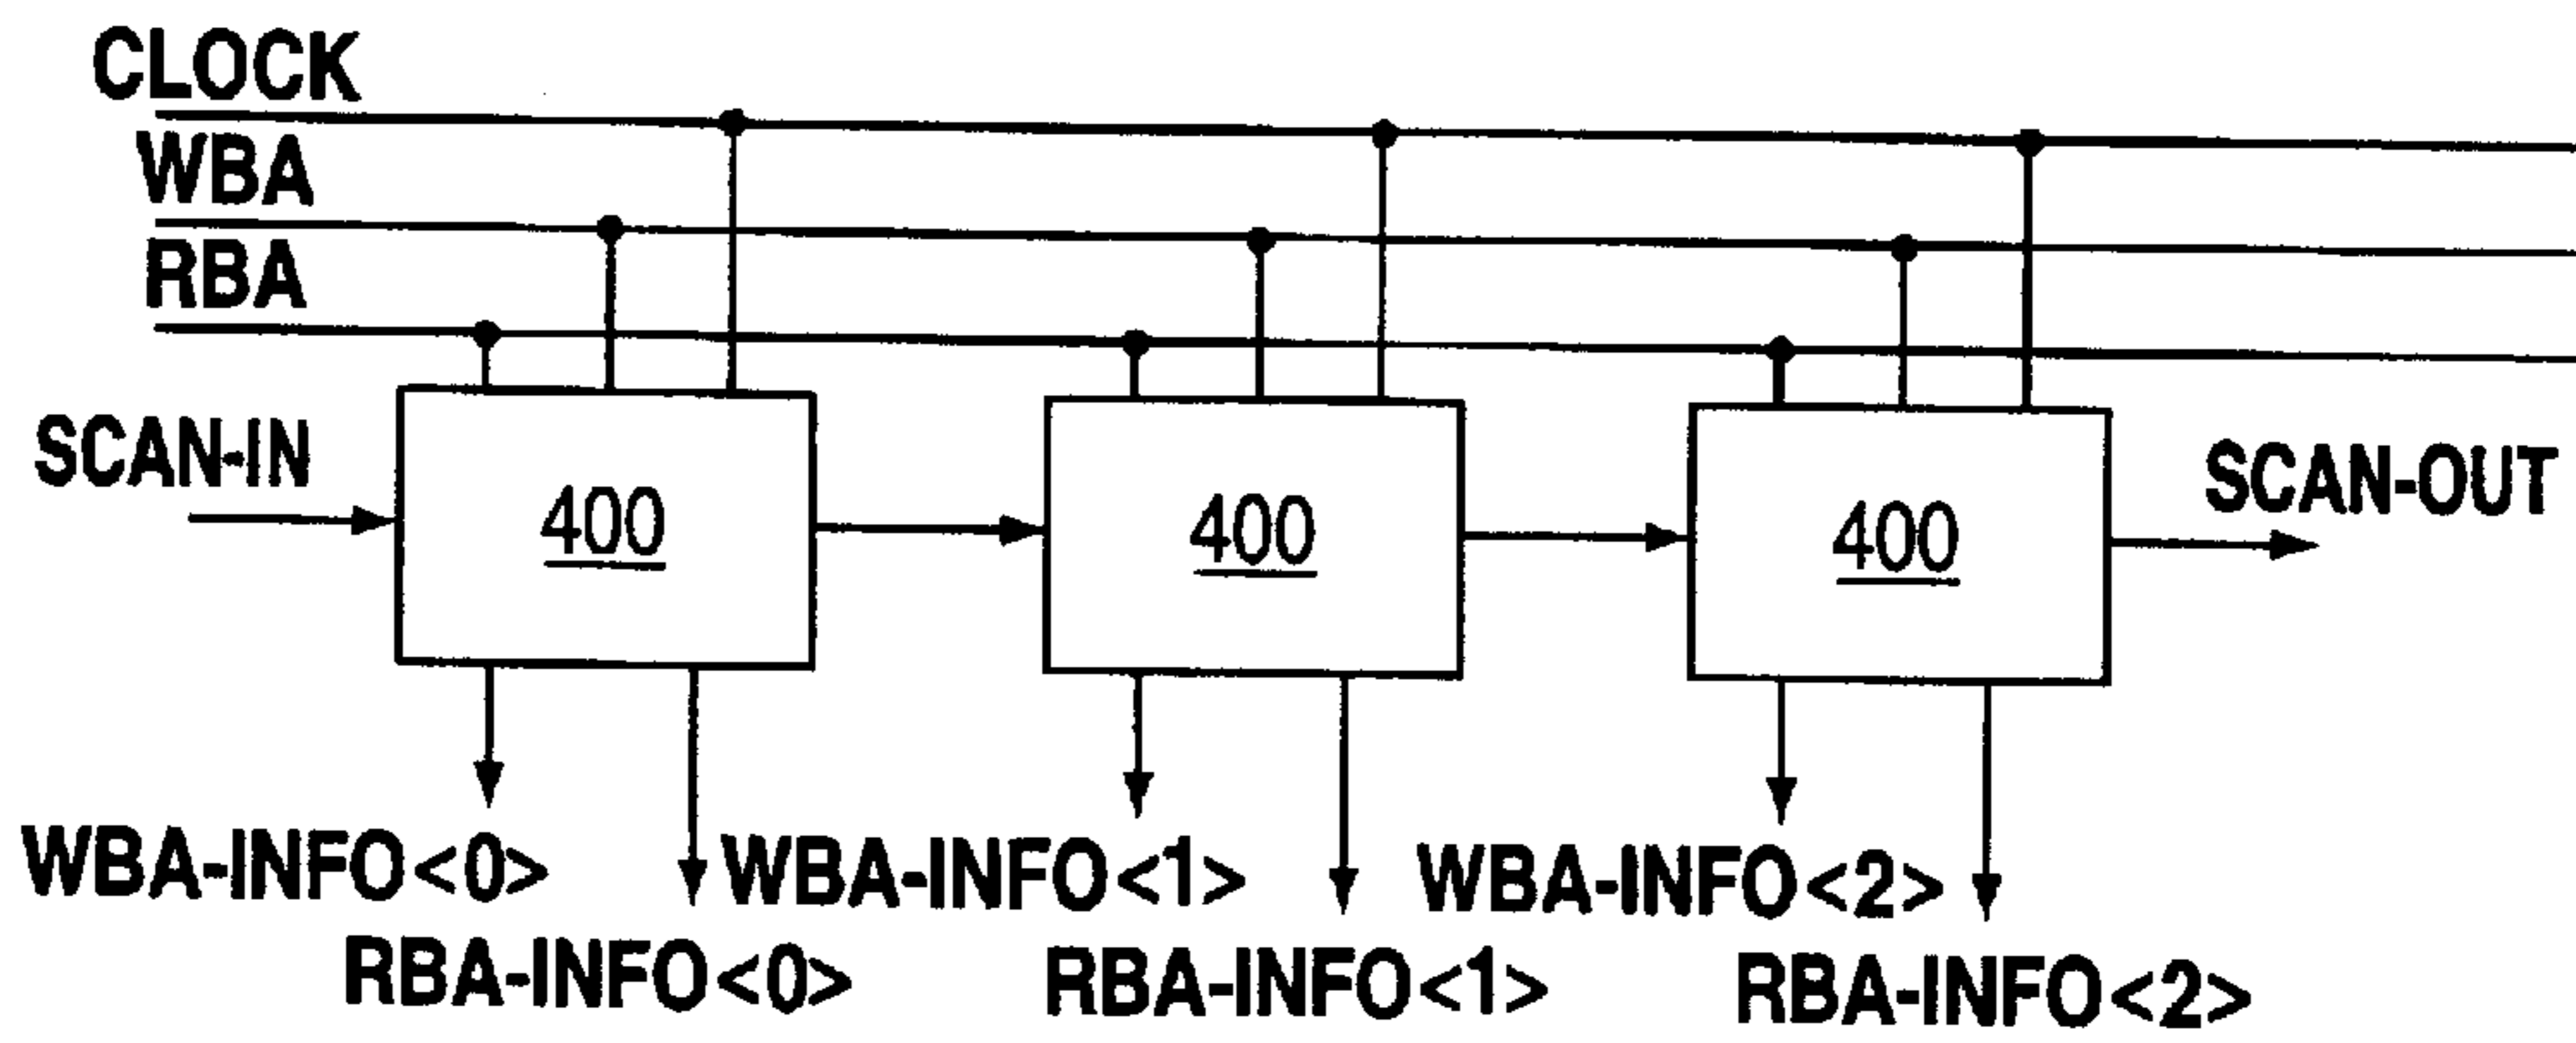 CLOCK
WBA
RBA
SCAN-IN
400
400
400
SCAN-OUT
WBA-INFO<0>
WBA-INFO<1>
WBA-INFO<2>
RBA-INFO<0>
RBA-INFO<1>
RBA-INFO<2>